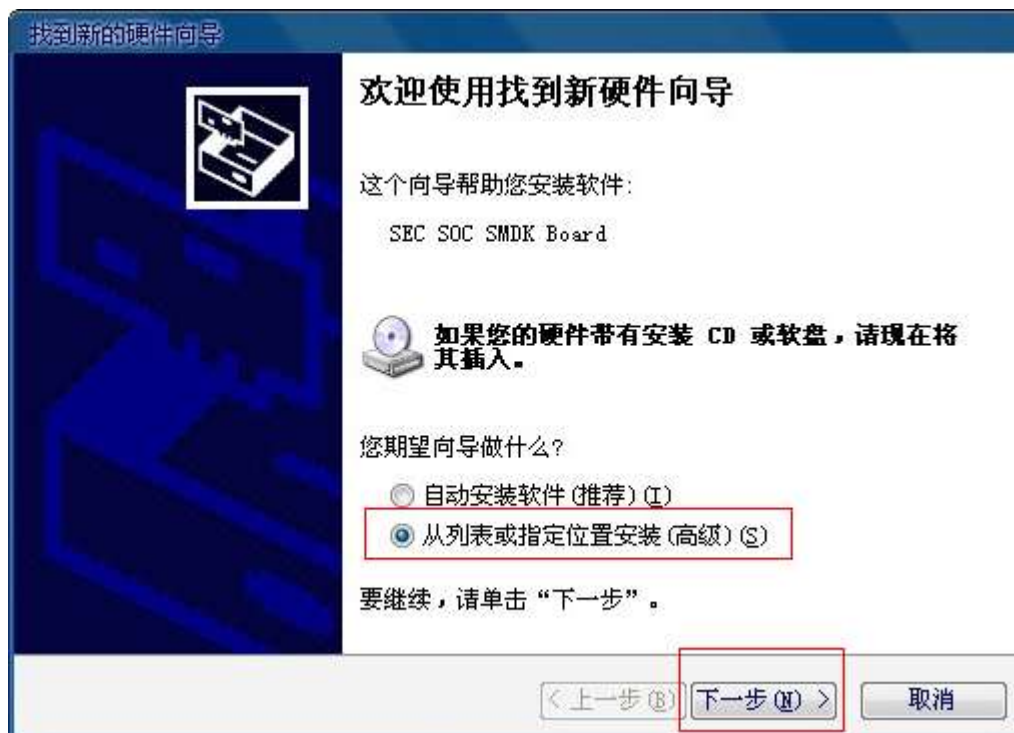 找到新的硬件向导
欢迎使用找到新硬件向导
这个向导帮助您安装软件:
SEC SOC SMDK Board
如果您的硬件带有安装 CD 或软盘，请现在将
其插入。
您期望向导做什么?
自动安装软件(推荐)(I)
从列表或指定位置安装(高级)(S)
要继续，请单击“下一步”。
< 上一步(B)
下一步(N) >
取消